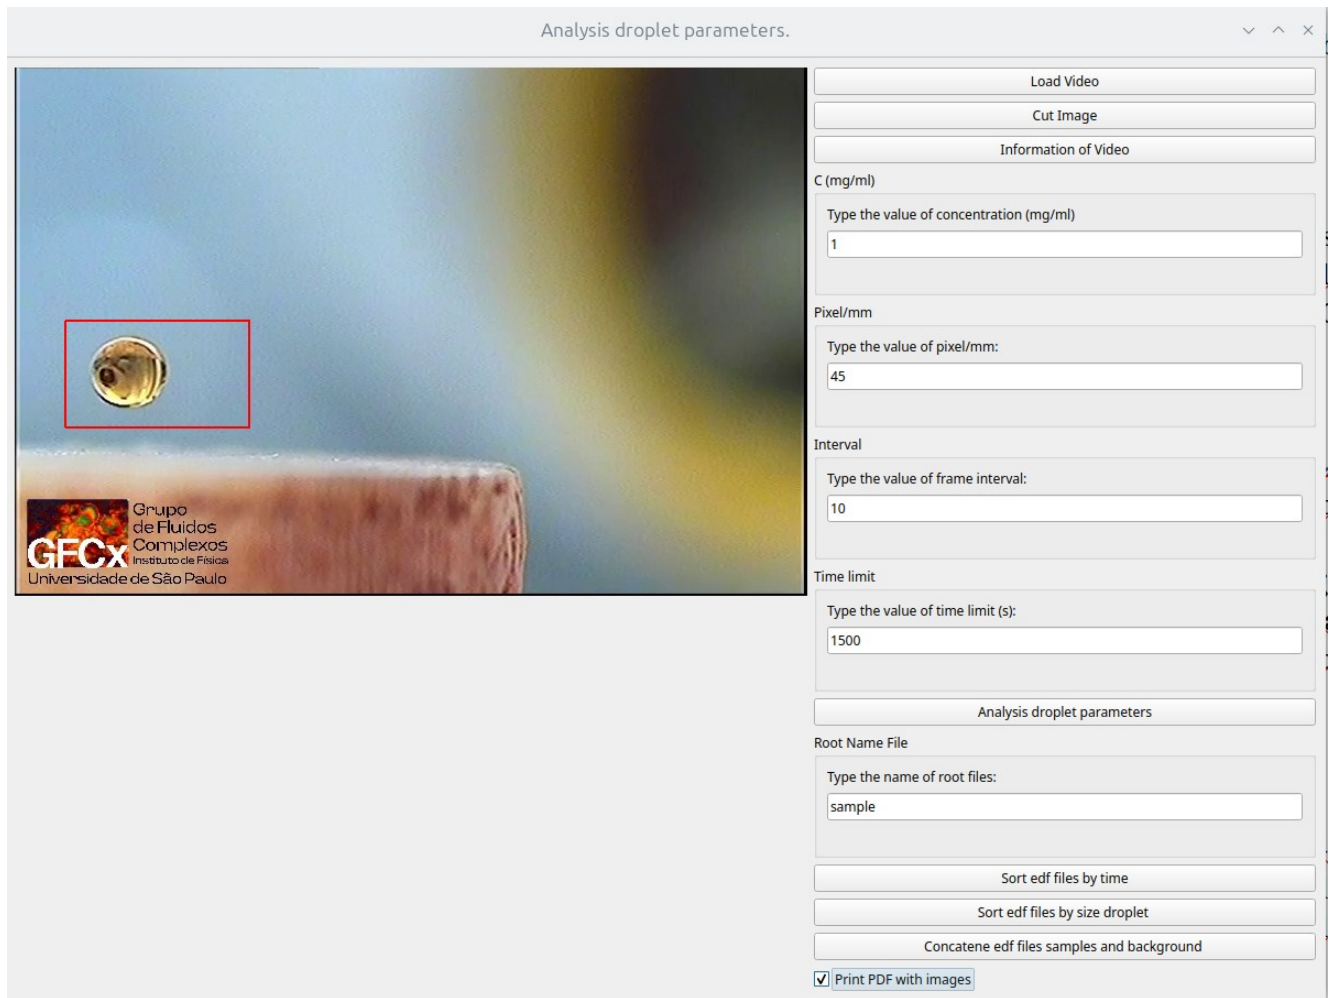 Analysis droplet parameters.
Load Video
Cut Image
Information of Video
C (mg/ml)
Type the value of concentration (mg/ml)
1
Pixel/mm
Type the value of pixel/mm:
45
Interval
Type the value of frame interval:
10
Time limit
Type the value of time limit (s):
1500
Analysis droplet parameters
Root Name File
Type the name of root files:
sample
Sort edf files by time
Sort edf files by size droplet
Concatene edf files samples and background
Print PDF with images
Grupo
de Fluidos
Complexos
Instituto de Física
GFCx
Universidade de São Paulo